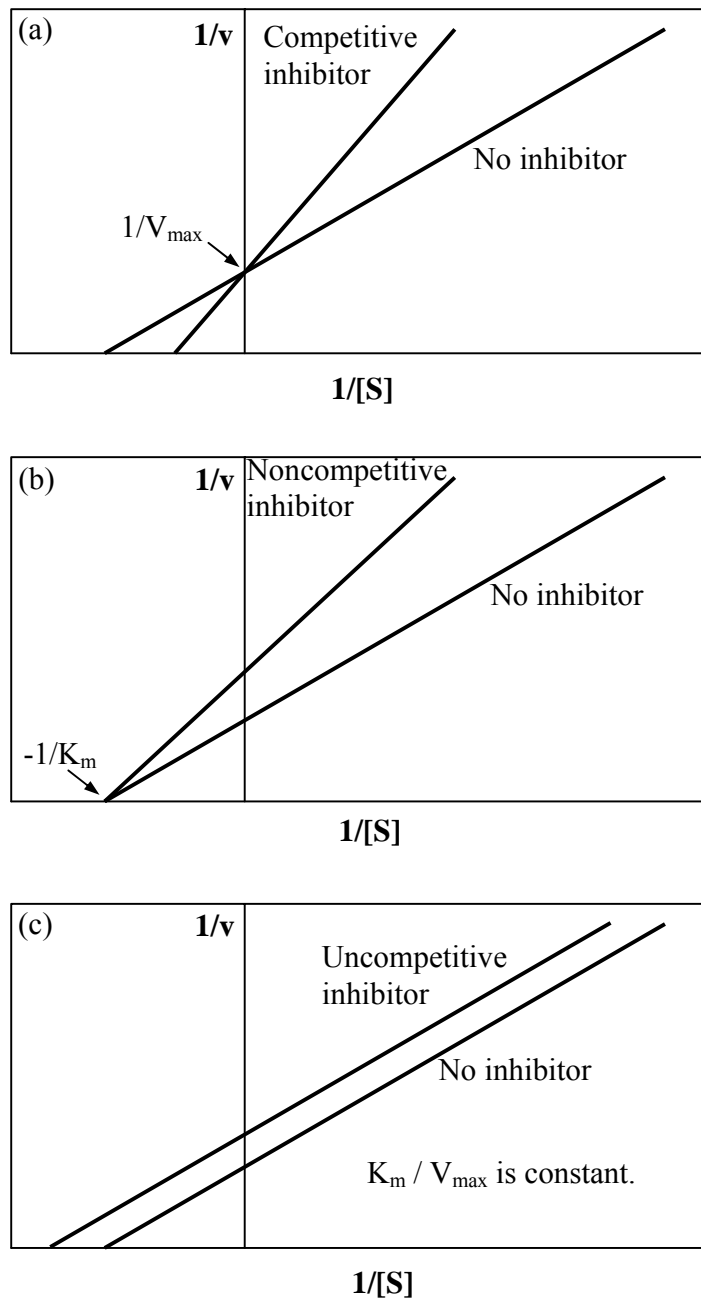 (a)
1/v
Competitive
inhibitor
No inhibitor
1/Vmax
1/[S]
(b)
1/v
Noncompetitive
inhibitor
No inhibitor
-1/Km
1/[S]
(c)
1/v
Uncompetitive
inhibitor
No inhibitor
Km / Vmax is constant.
1/[S]